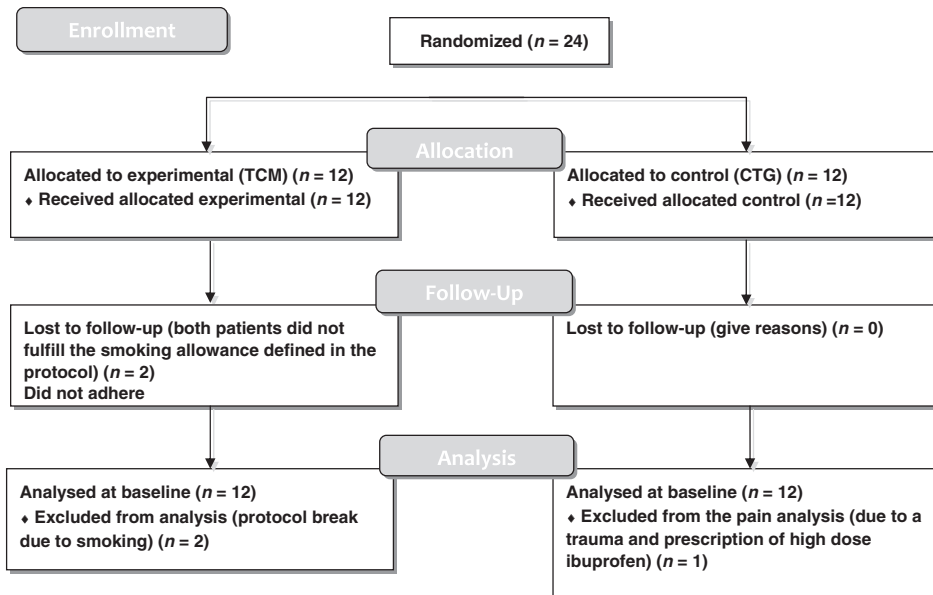 Enrollment
Randomized (n = 24)
Allocation
Allocated to experimental (TCM) (n = 12)
♦ Received allocated experimental (n = 12)
Allocated to control (CTG) (n = 12)
♦ Received allocated control (n =12)
Follow-Up
Lost to follow-up (both patients did not
fulfill the smoking allowance defined in the
protocol) (n = 2)
Did not adhere
Lost to follow-up (give reasons) (n = 0)
Analysis
Analysed at baseline (n = 12)
♦ Excluded from analysis (protocol break
due to smoking) (n = 2)
Analysed at baseline (n = 12)
♦ Excluded from the pain analysis (due to a
trauma and prescription of high dose
ibuprofen) (n = 1)